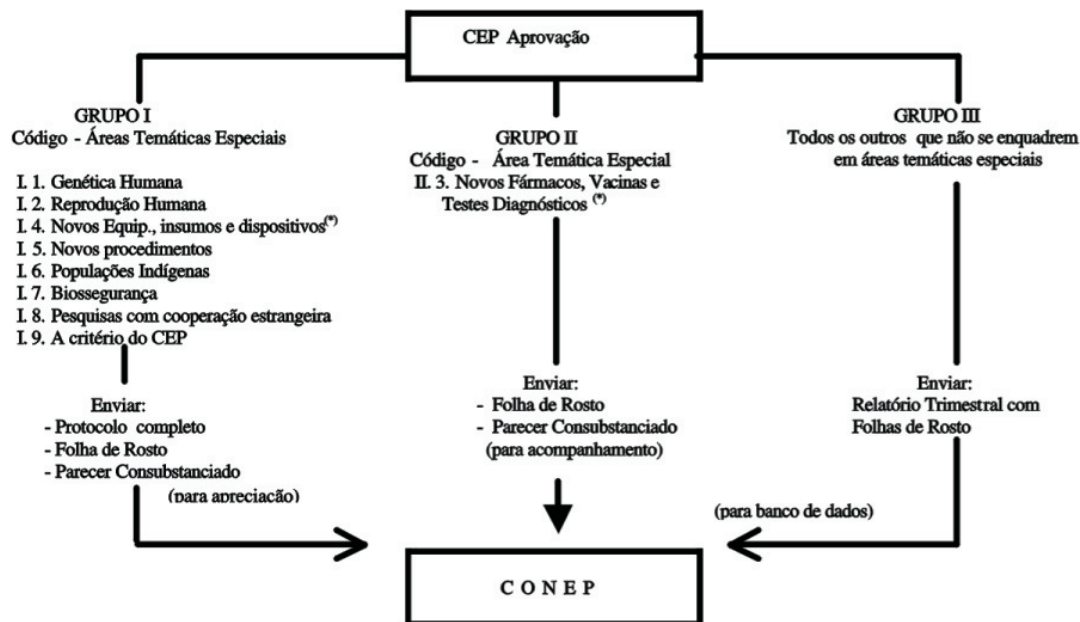 CEP Aprovação
GRUPO I
Código - Áreas Temáticas Especiais
I. 1. Genética Humana
I. 2. Reprodução Humana
I. 4. Novos Equip., insumos e dispositivos(*)
I. 5. Novos procedimentos
I. 6. Populações Indígenas
I. 7. Biossegurança
I. 8. Pesquisas com cooperação estrangeira
I. 9. A critério do CEP
Enviar:
- Protocolo completo
- Folha de Rosto
- Parecer Consubstanciado
(para apreciação)
GRUPO II
Código - Área Temática Especial
II. 3. Novos Fármacos, Vacinas e
Testes Diagnósticos (*)
Enviar:
- Folha de Rosto
- Parecer Consubstanciado
(para acompanhamento)
GRUPO III
Todos os outros que não se enquadrem
em áreas temáticas especiais
Enviar:
Relatório Trimestral com
Folhas de Rosto
(para banco de dados)
C O N E P